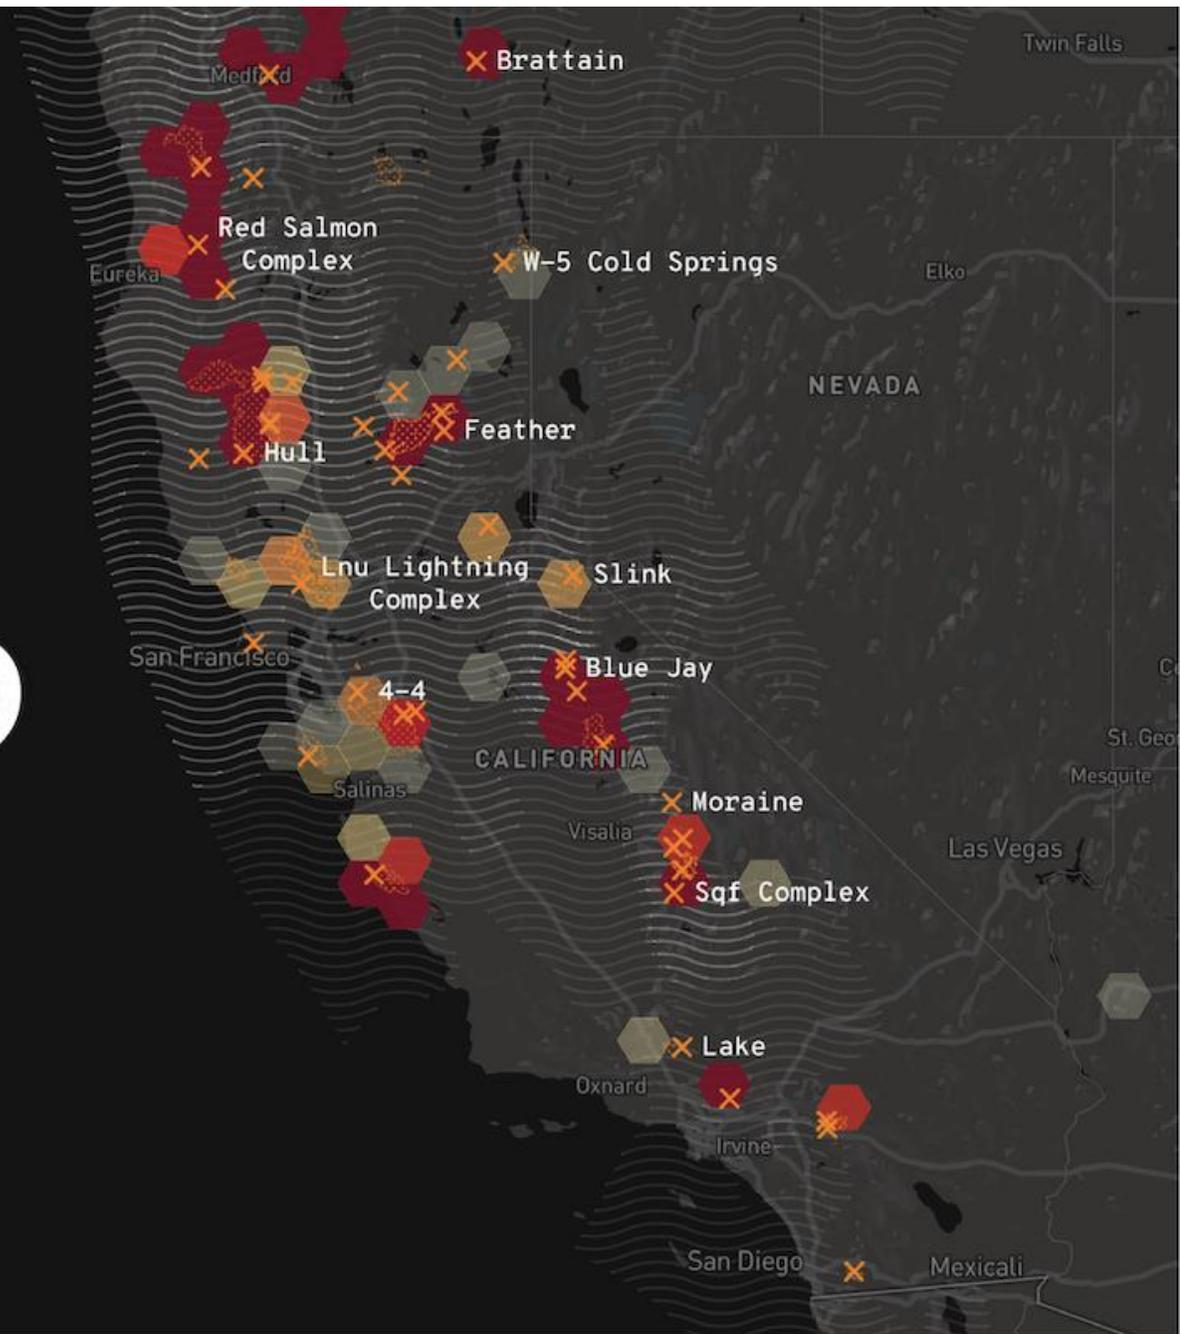 Twin Falls
Brattain
Medford
Red Salmon
Complex
W-5 Cold Springs
Eureka
Elko
NEVADA
Feather
Hull
Lnu Lightning
Complex
Slink
San Francisco
Blue Jay
4-4
CALIFORNIA
St. Geor
Mesquite
Salinas
Moraine
Visalia
Las Vegas
Sqf Complex
Lake
Oxnard
Irvine
San Diego
Mexicali